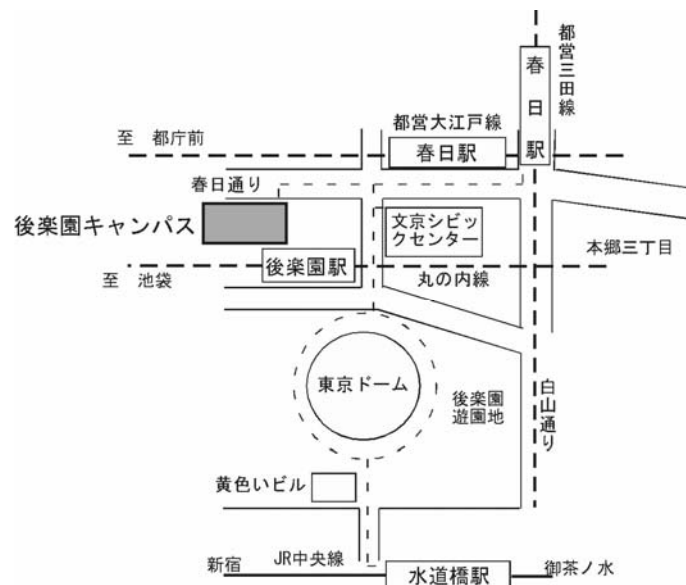 都営三田線
春日駅
都営大江戸線
至 都庁前
春日駅
春日通り
後楽園キャンパス
文京シビッ
クセンター
本郷三丁目
後楽園駅
至 池袋
丸の内線
東京ドーム
後楽園
遊園地
白山通り
黄色いビル
JR中央線
新宿
水道橋駅
御茶ノ水